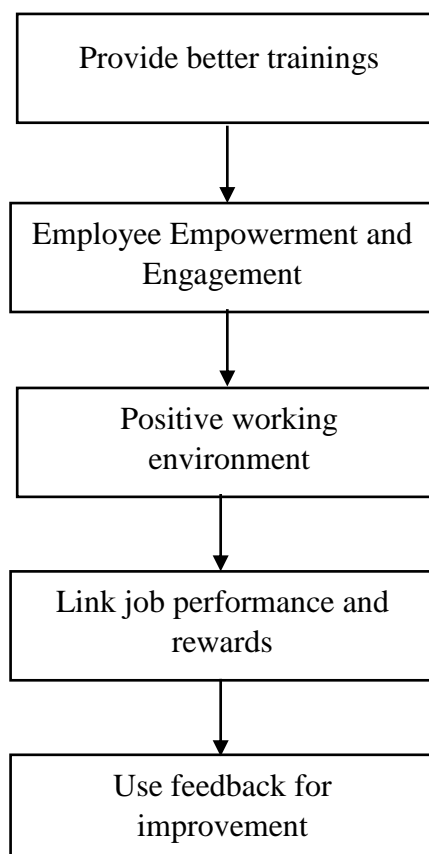 Provide better trainings
Employee Empowerment and
Engagement
Positive working
environment
Link job performance and
rewards
Use feedback for
improvement